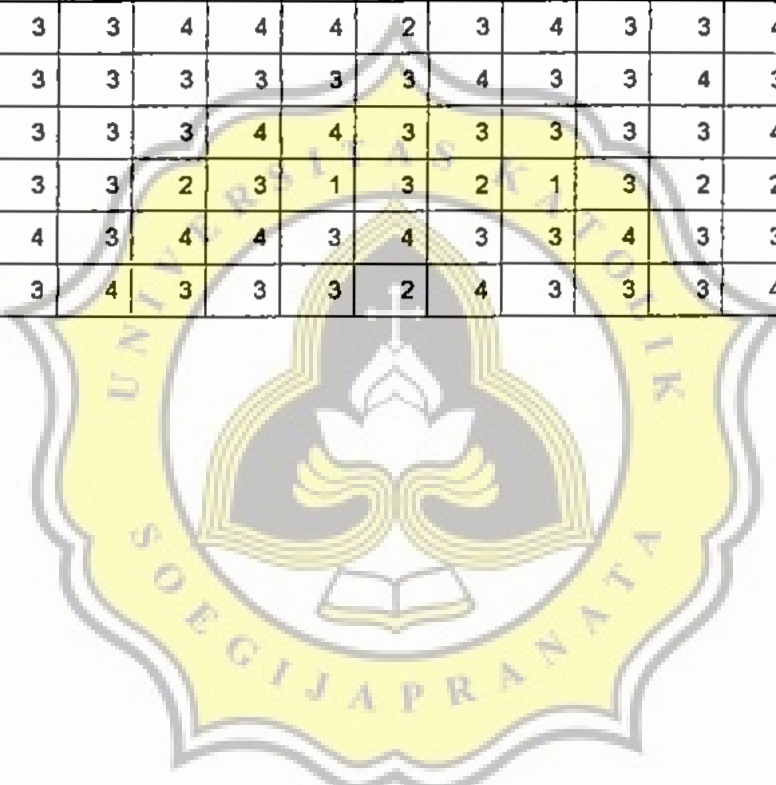 3 3 4 4 4 2 3 4 3 3 4
3 3 3 3 3 3 4 3 3 4 3
3 3 3 4 4 3 3 3 3 3 4
3 3 2 3 1 3 2 1 3 2 2
4 3 4 4 3 4 3 3 4 3 3
3 4 3 3 3 2 4 3 3 3 4
UNIVERSITAS KATOLIK
SOEGIJAPRANATA